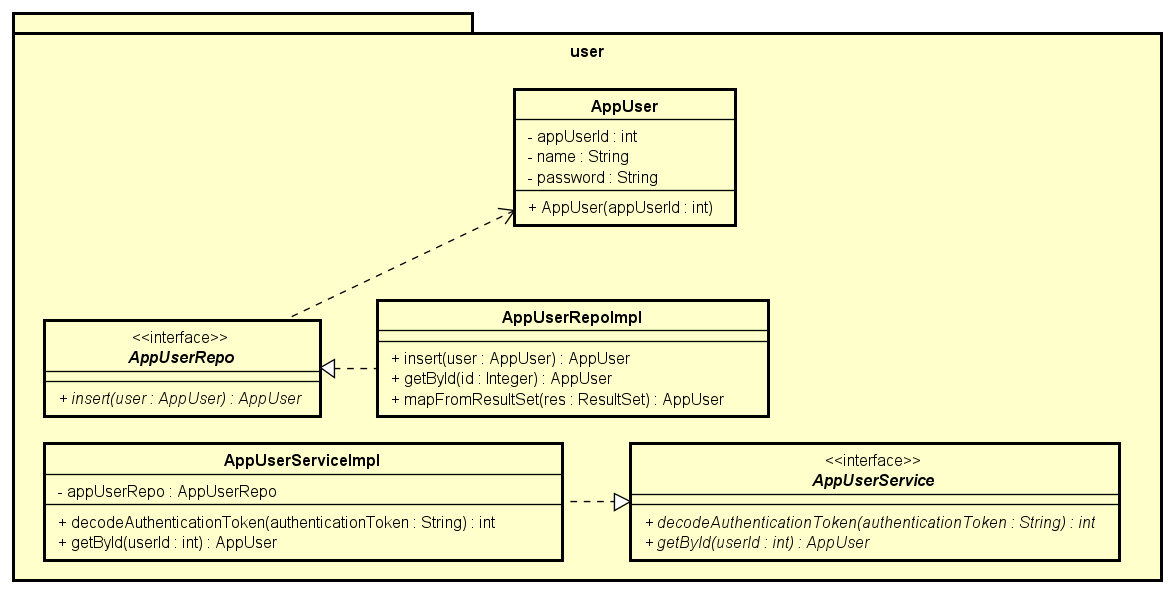 user
AppUser
- appUserId : int
- name : String
- password : String
+ AppUser(appUserId : int)
<<interface>>
AppUserRepo
+ insert(user : AppUser) : AppUser
AppUserRepoImpl
+ insert(user : AppUser) : AppUser
+ getById(id : Integer) : AppUser
+ mapFromResultSet(res : ResultSet) : AppUser
AppUserServiceImpl
- appUserRepo : AppUserRepo
+ decodeAuthenticationToken(authenticationToken : String) : int
+ getById(userId : int) : AppUser
<<interface>>
AppUserService
+ decodeAuthenticationToken(authenticationToken : String) : int
+ getById(userId : int) : AppUser